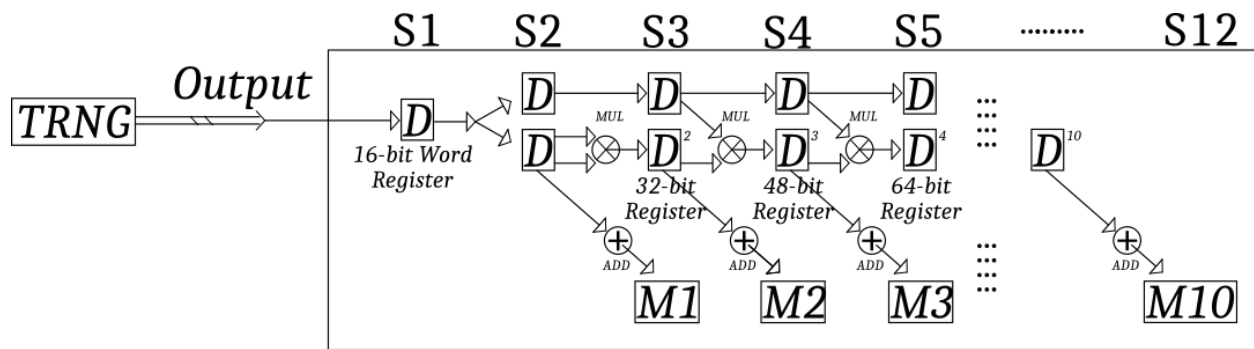 S1 S2 S3 S4 S5 ......... S12
Output
TRNG
D
16-bit Word
Register
D D D D
MUL MUL MUL
D D² D³ D⁴ D¹⁰
32-bit
Register
48-bit
Register
64-bit
Register
+ + + +
ADD ADD ADD ADD
M1 M2 M3 M10